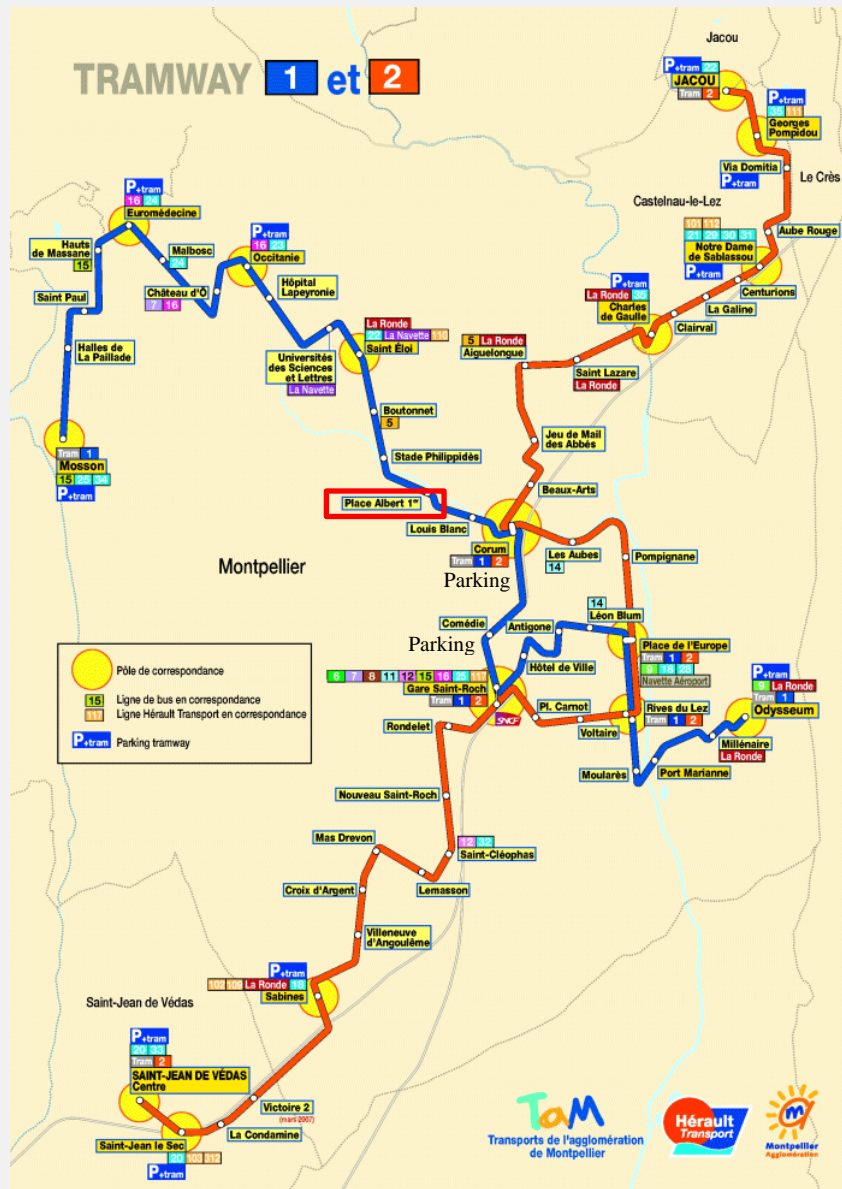 Jacou
TRAMWAY 1 et 2
P+tram 22
JACOU
Tram 2
P+tram
35 111
Georges
Pompidou
Via Domitia
P+tram
Le Crès
Castelnau-le-Lez
101 112
21 29 30 31
Notre Dame
de Sablassou
P+tram
Aube Rouge
Centurions
La Galine
Clairval
P+tram
La Ronde 35
Charles
de Gaulle
P+tram
16 24
Euromédecine
Hauts
de Massane
15
Malbosc
24
P+tram
16 23
Occitanie
Saint Paul
Château d'Ô
7 16
Hôpital
Lapeyronie
Halles de
La Paillade
La Ronde
22 La Navette 110
Saint Éloi
Universités
des Sciences
et Lettres
La Navette
5 La Ronde
Aiguelongue
Saint Lazare
La Ronde
Boutonnet
5
Tram 1
Mosson
15 25 34
P+tram
Stade Philippidès
Jeu de Mail
des Abbés
Beaux-Arts
Place Albert 1er
Louis Blanc
Corum
Tram 1 2
Parking
Les Aubes
14
Pompignane
Montpellier
14
Léon Blum
Comédie
Antigone
Parking
Place de l'Europe
Tram 1 2
9 18 28
Navette Aéroport
Hôtel de Ville
6 7 8 11 12 15 16 25 117
Gare Saint-Roch
Tram 1 2
SNCF
P+tram
9 La Ronde
Tram 1
Odysseum
Rives du Lez
Tram 1 2
Pl. Carnot
Voltaire
Rondelet
Millénaire
La Ronde
Port Marianne
Moularès
Pôle de correspondance
15 Ligne de bus en correspondance
117 Ligne Hérault Transport en correspondance
P+tram Parking tramway
Nouveau Saint-Roch
Mas Drevon
12 32
Saint-Cléophas
Croix d'Argent
Lemasson
Villeneuve
d'Angoulême
P+tram
102 109 La Ronde 18
Sabines
Saint-Jean de Védas
P+tram
20 33
Tram 2
SAINT-JEAN DE VÉDAS
Centre
Victoire 2
(mars 2007)
La Condamine
Saint-Jean le Sec
20 103 312
P+tram
TaM
Transports de l'agglomération
de Montpellier
Hérault
Transport
m
Montpellier
Agglomération